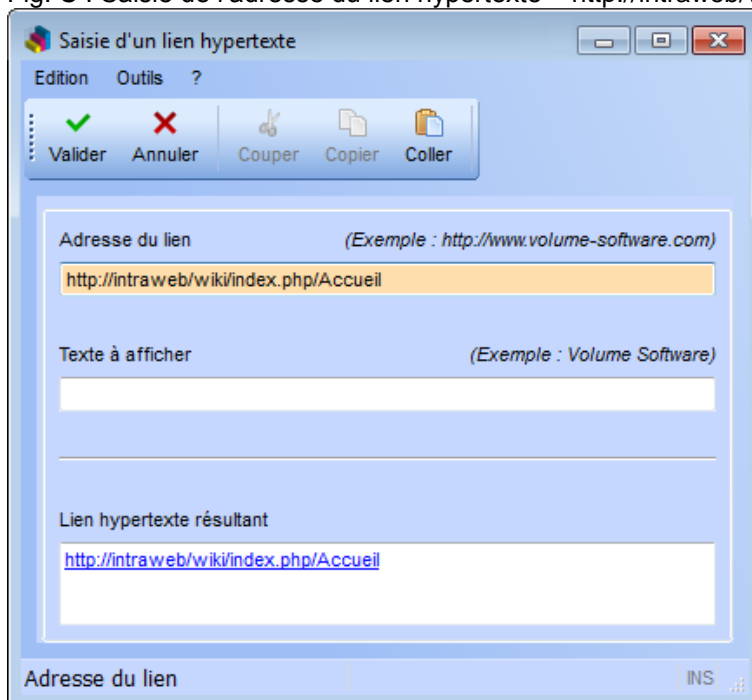 Saisie d'un lien hypertexte
Edition Outils ?
Valider Annuler Couper Copier Coller
Adresse du lien (Exemple : http://www.volume-software.com)
http://intraweb/wiki/index.php/Accueil
Texte à afficher (Exemple : Volume Software)
Lien hypertexte résultant
http://intraweb/wiki/index.php/Accueil
Adresse du lien INS